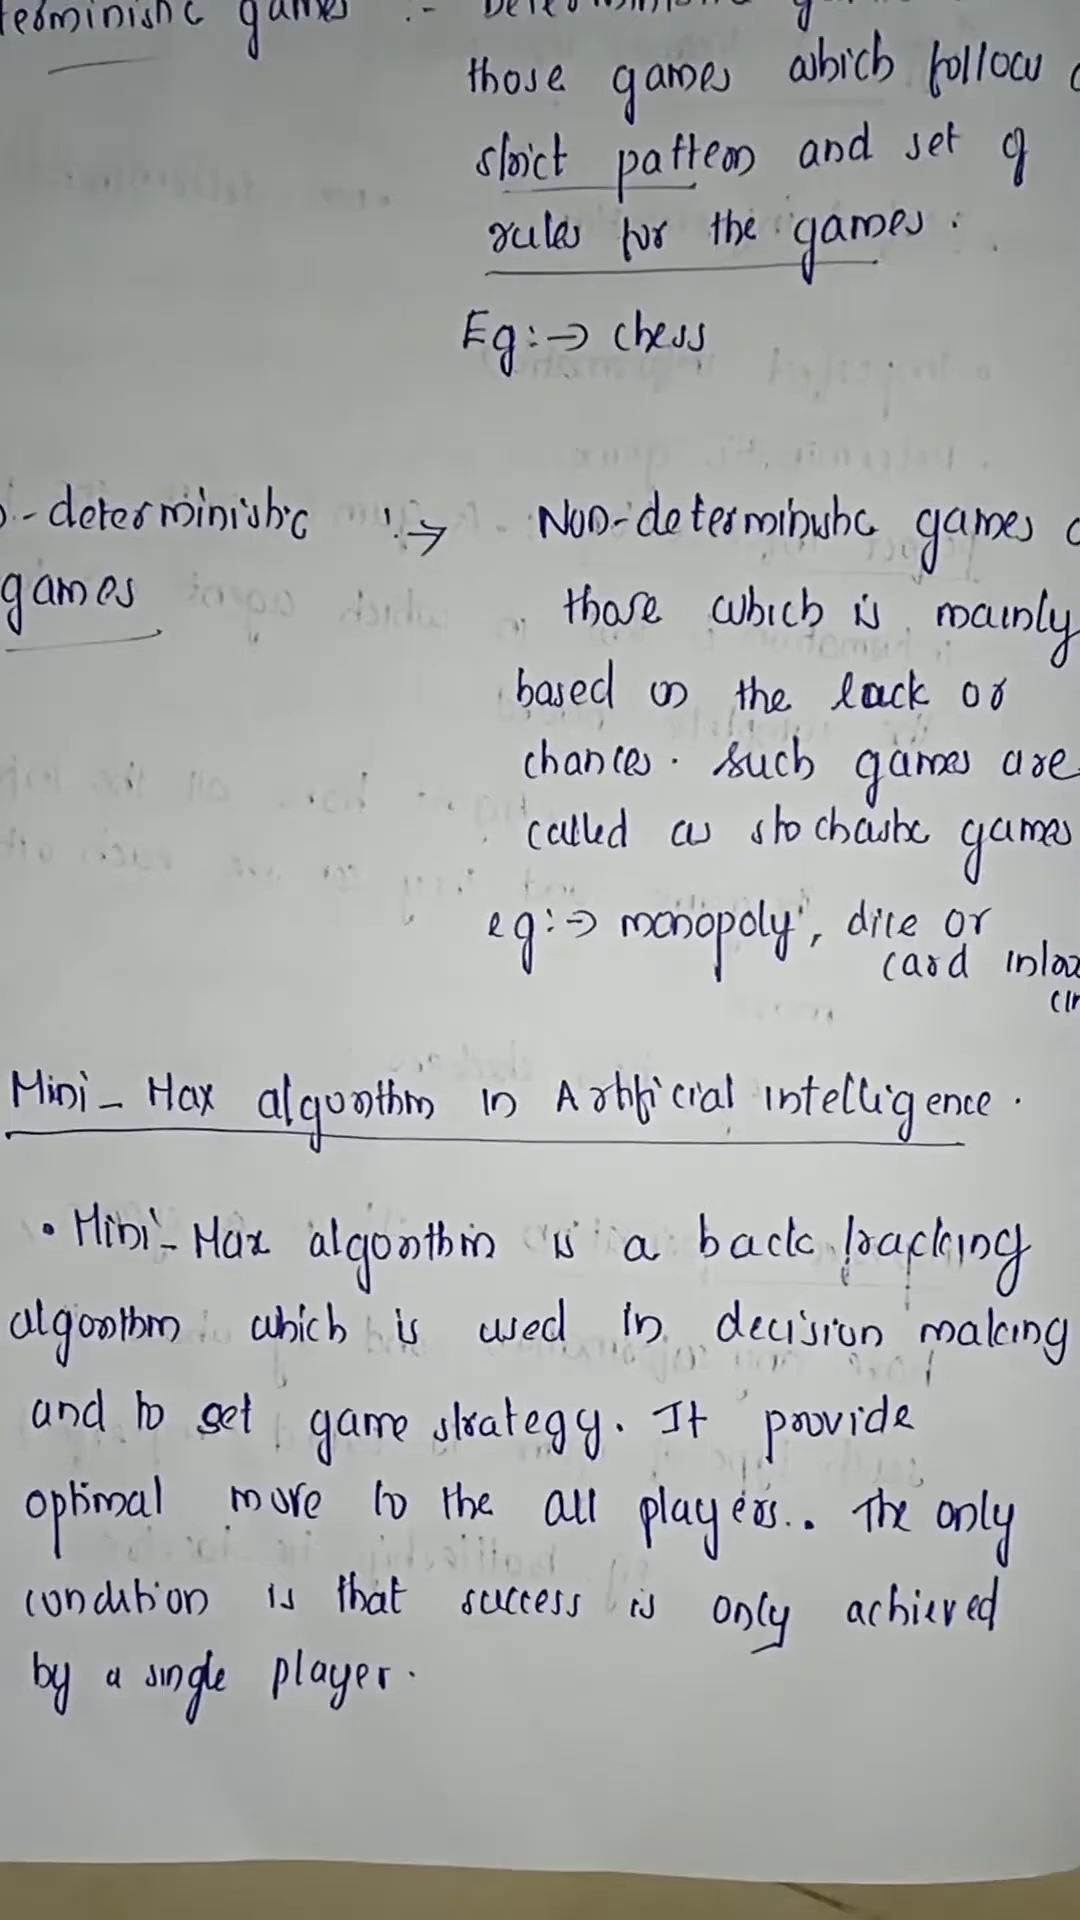 games :-
those games which follow
strict pattern and set of
rules for the games.
Eg:→ chess
-deterministic :→ Non-deterministic games
games
those which is mainly
based on the luck or
chances. such games are
called as stochastic games
eg:→ monopoly, dice or
card
Mini-Max algorithm in Artificial intelligence.
• Mini-Max algorithm is a back tracking
algorithm which is used in decision making
and to set game strategy. It provide
optimal move to the all players.. The only
condition is that success is only achieved
by a single player.